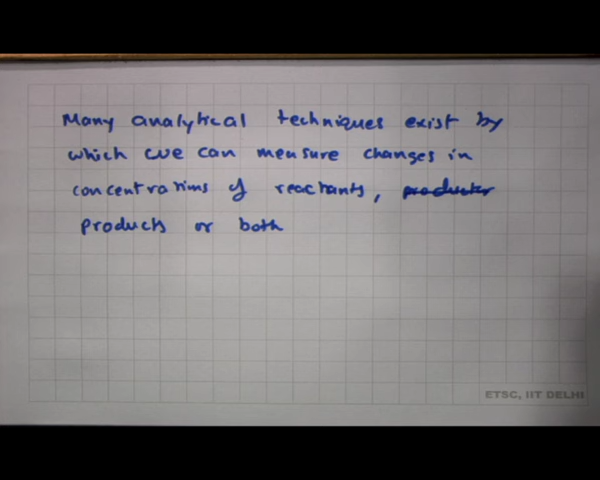 Many analytical techniques exist by
which we can measure changes in
concentrations of reactants, products
products or both
ETSC, IIT DELHI